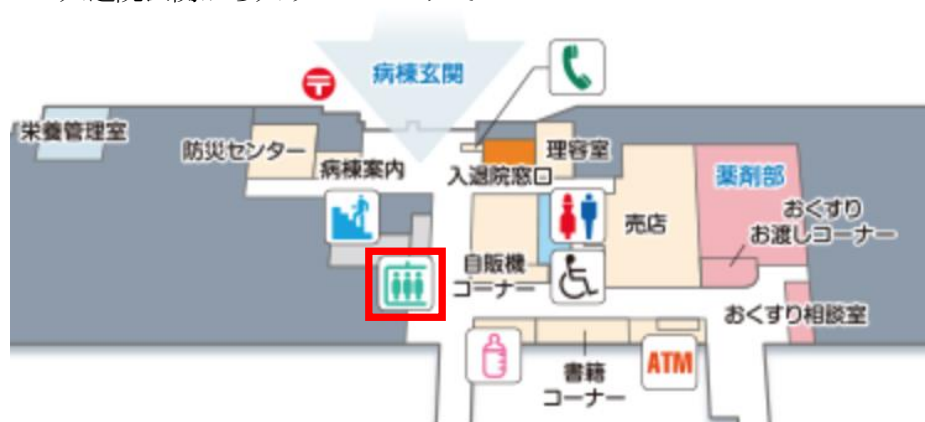 病棟玄関
栄養管理室
防災センター
病棟案内
入退院窓口
理容室
薬剤部
売店
おくすり
お渡しコーナー
自販機
コーナー
おくすり相談室
書籍
コーナー
ATM